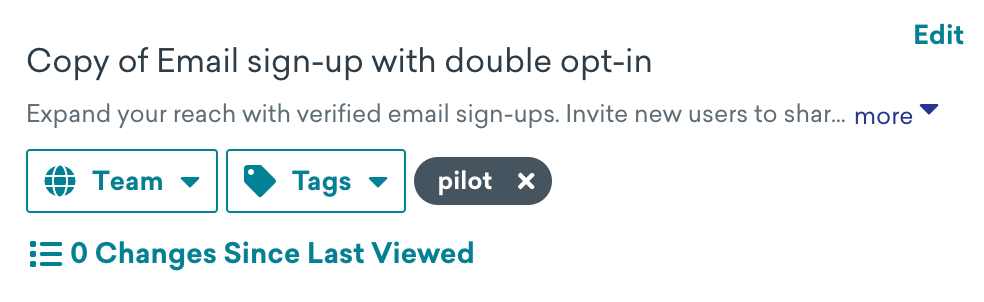 Edit
Copy of Email sign-up with double opt-in
Expand your reach with verified email sign-ups. Invite new users to shar... more
Team Tags pilot
0 Changes Since Last Viewed